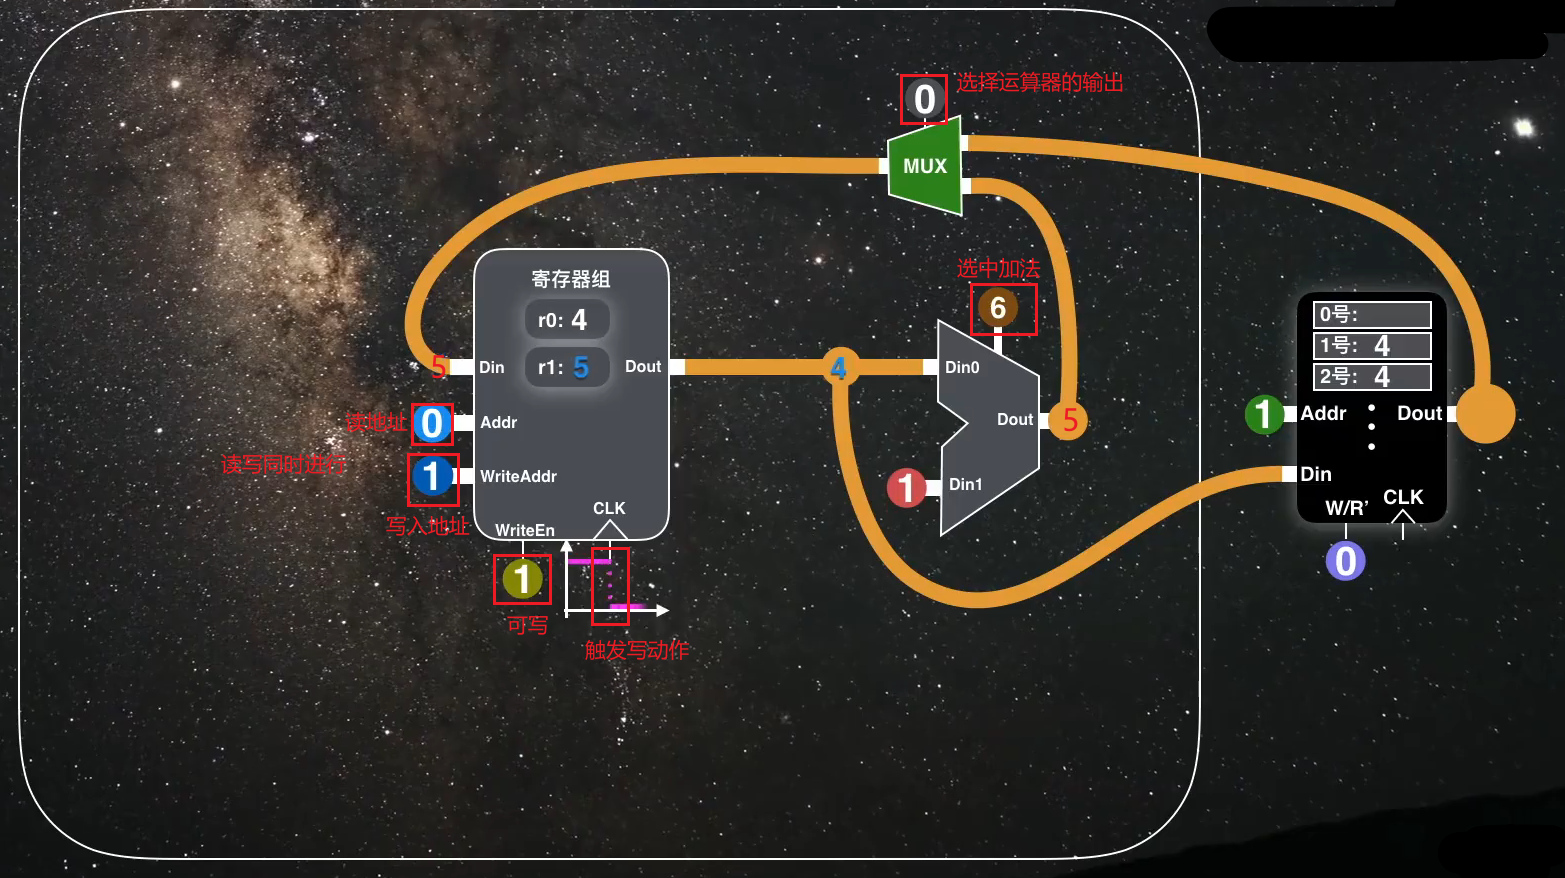 0
选择运算器的输出
MUX
寄存器组
r0: 4
r1: 5
5
Din
Dout
读地址
0
Addr
读写同时进行
1
WriteAddr
写入地址
CLK
WriteEn
1
可写
触发写动作
4
选中加法
6
Din0
Dout
5
1
Din1
0号:
1号: 4
2号: 4
1
Addr
Dout
Din
W/R’
CLK
0